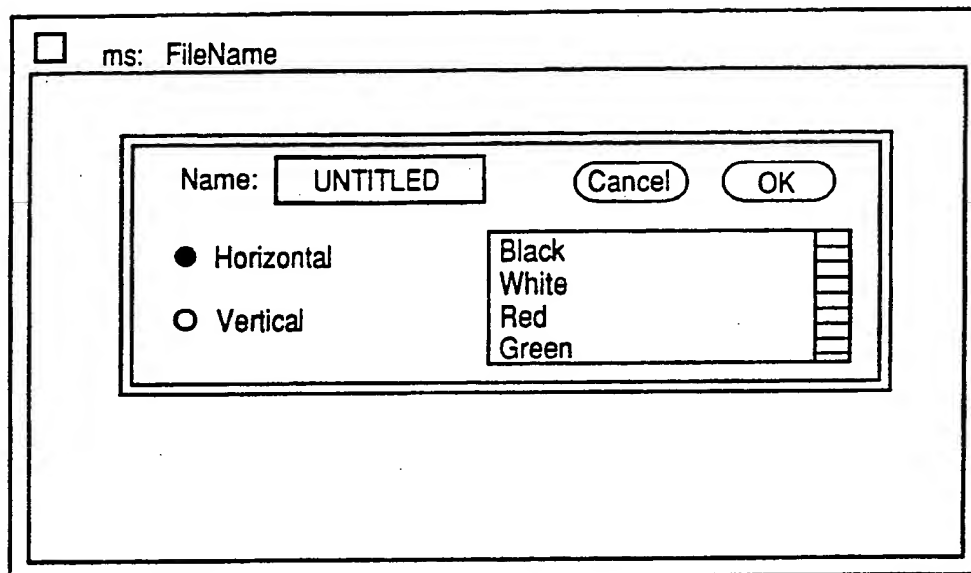 ms: FileName
Name: UNTITLED Cancel OK
Horizontal
Vertical
Black
White
Red
Green